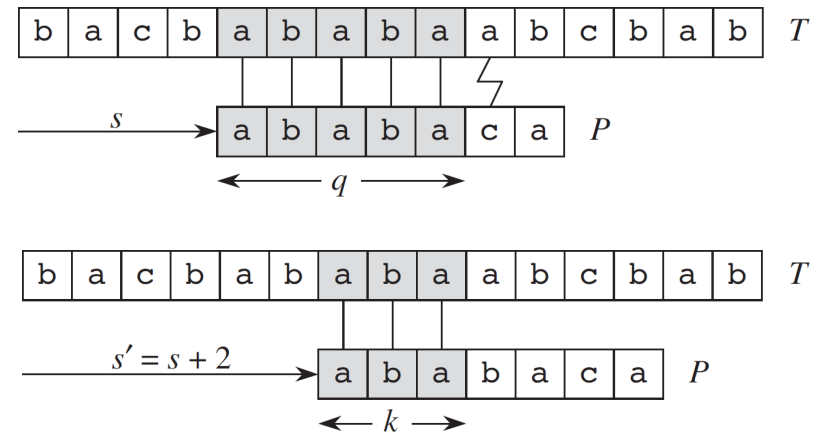 b a c b a b a b a a b c b a b T
s a b a b a c a P
q
b a c b a b a b a a b c b a b T
s′ = s + 2 a b a b a c a P
k